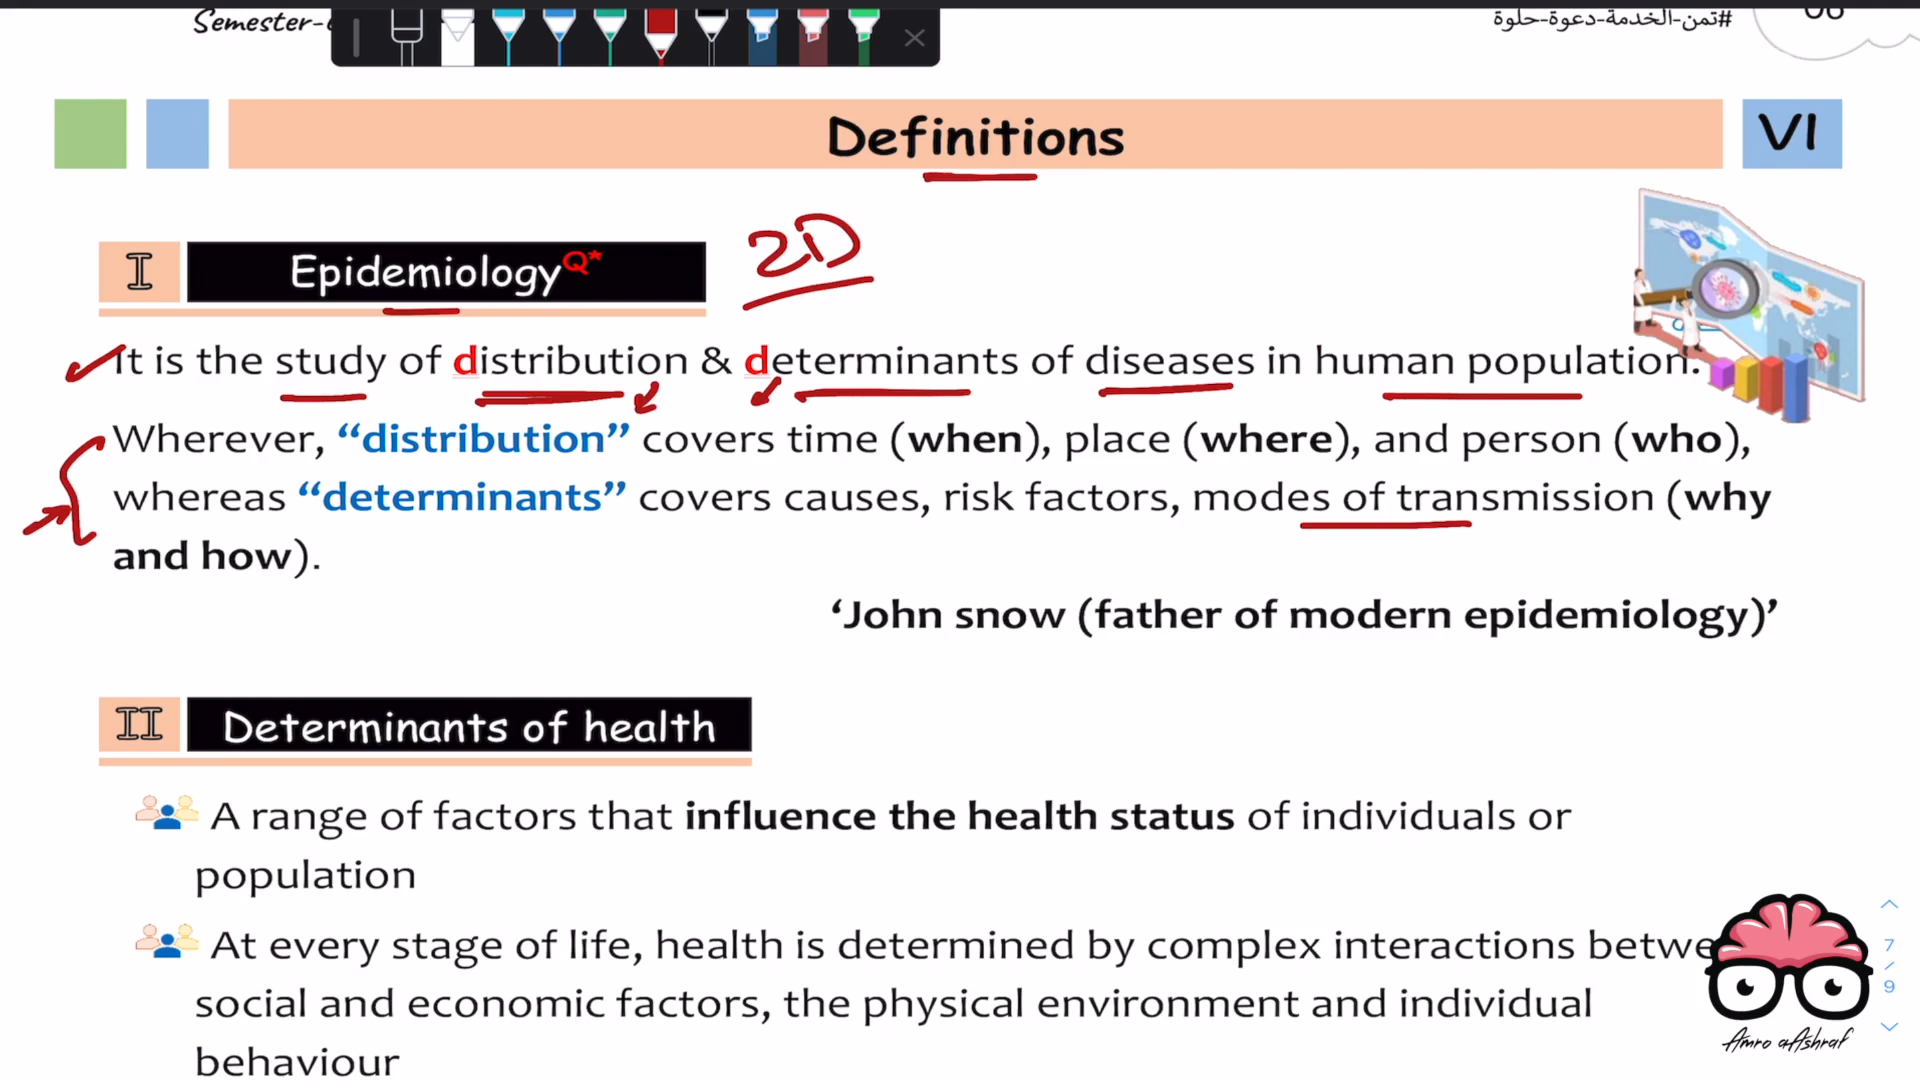 Semester-
#تمن-الخدمة-دعوة-حلوة
Definitions
VI
I
Epidemiology Q*
2D
It is the study of distribution & determinants of diseases in human population.
Wherever, “distribution” covers time (when), place (where), and person (who),
whereas “determinants” covers causes, risk factors, modes of transmission (why
and how).
‘John snow (father of modern epidemiology)’
II
Determinants of health
A range of factors that influence the health status of individuals or
population
At every stage of life, health is determined by complex interactions betwe
social and economic factors, the physical environment and individual
behaviour
7
/
9
Amro aAshraf